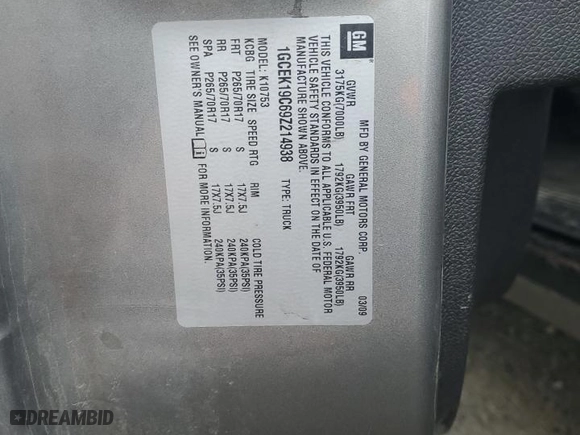 GM
MFD BY GENERAL MOTORS CORP. 03/09
GVWR GAWR FRT GAWR RR
3175KG(7000LB) 1792KG(3950LB) 1792KG(3950LB)
THIS VEHICLE CONFORMS TO ALL APPLICABLE U.S. FEDERAL MOTOR
VEHICLE SAFETY STANDARDS IN EFFECT ON THE DATE OF
MANUFACTURE SHOWN ABOVE.
1GCEK19C69Z214938 TYPE: TRUCK
MODEL: K10753
KCBG TIRE SIZE SPEED RTG RIM COLD TIRE PRESSURE
FRT P265/70R17 S 17X7.5J 240KPA(35PSI)
RR P265/70R17 S 17X7.5J 240KPA(35PSI)
SPA P265/70R17 S 17X7.5J 240KPA(35PSI)
SEE OWNER'S MANUAL FOR MORE INFORMATION.
DREAMBID